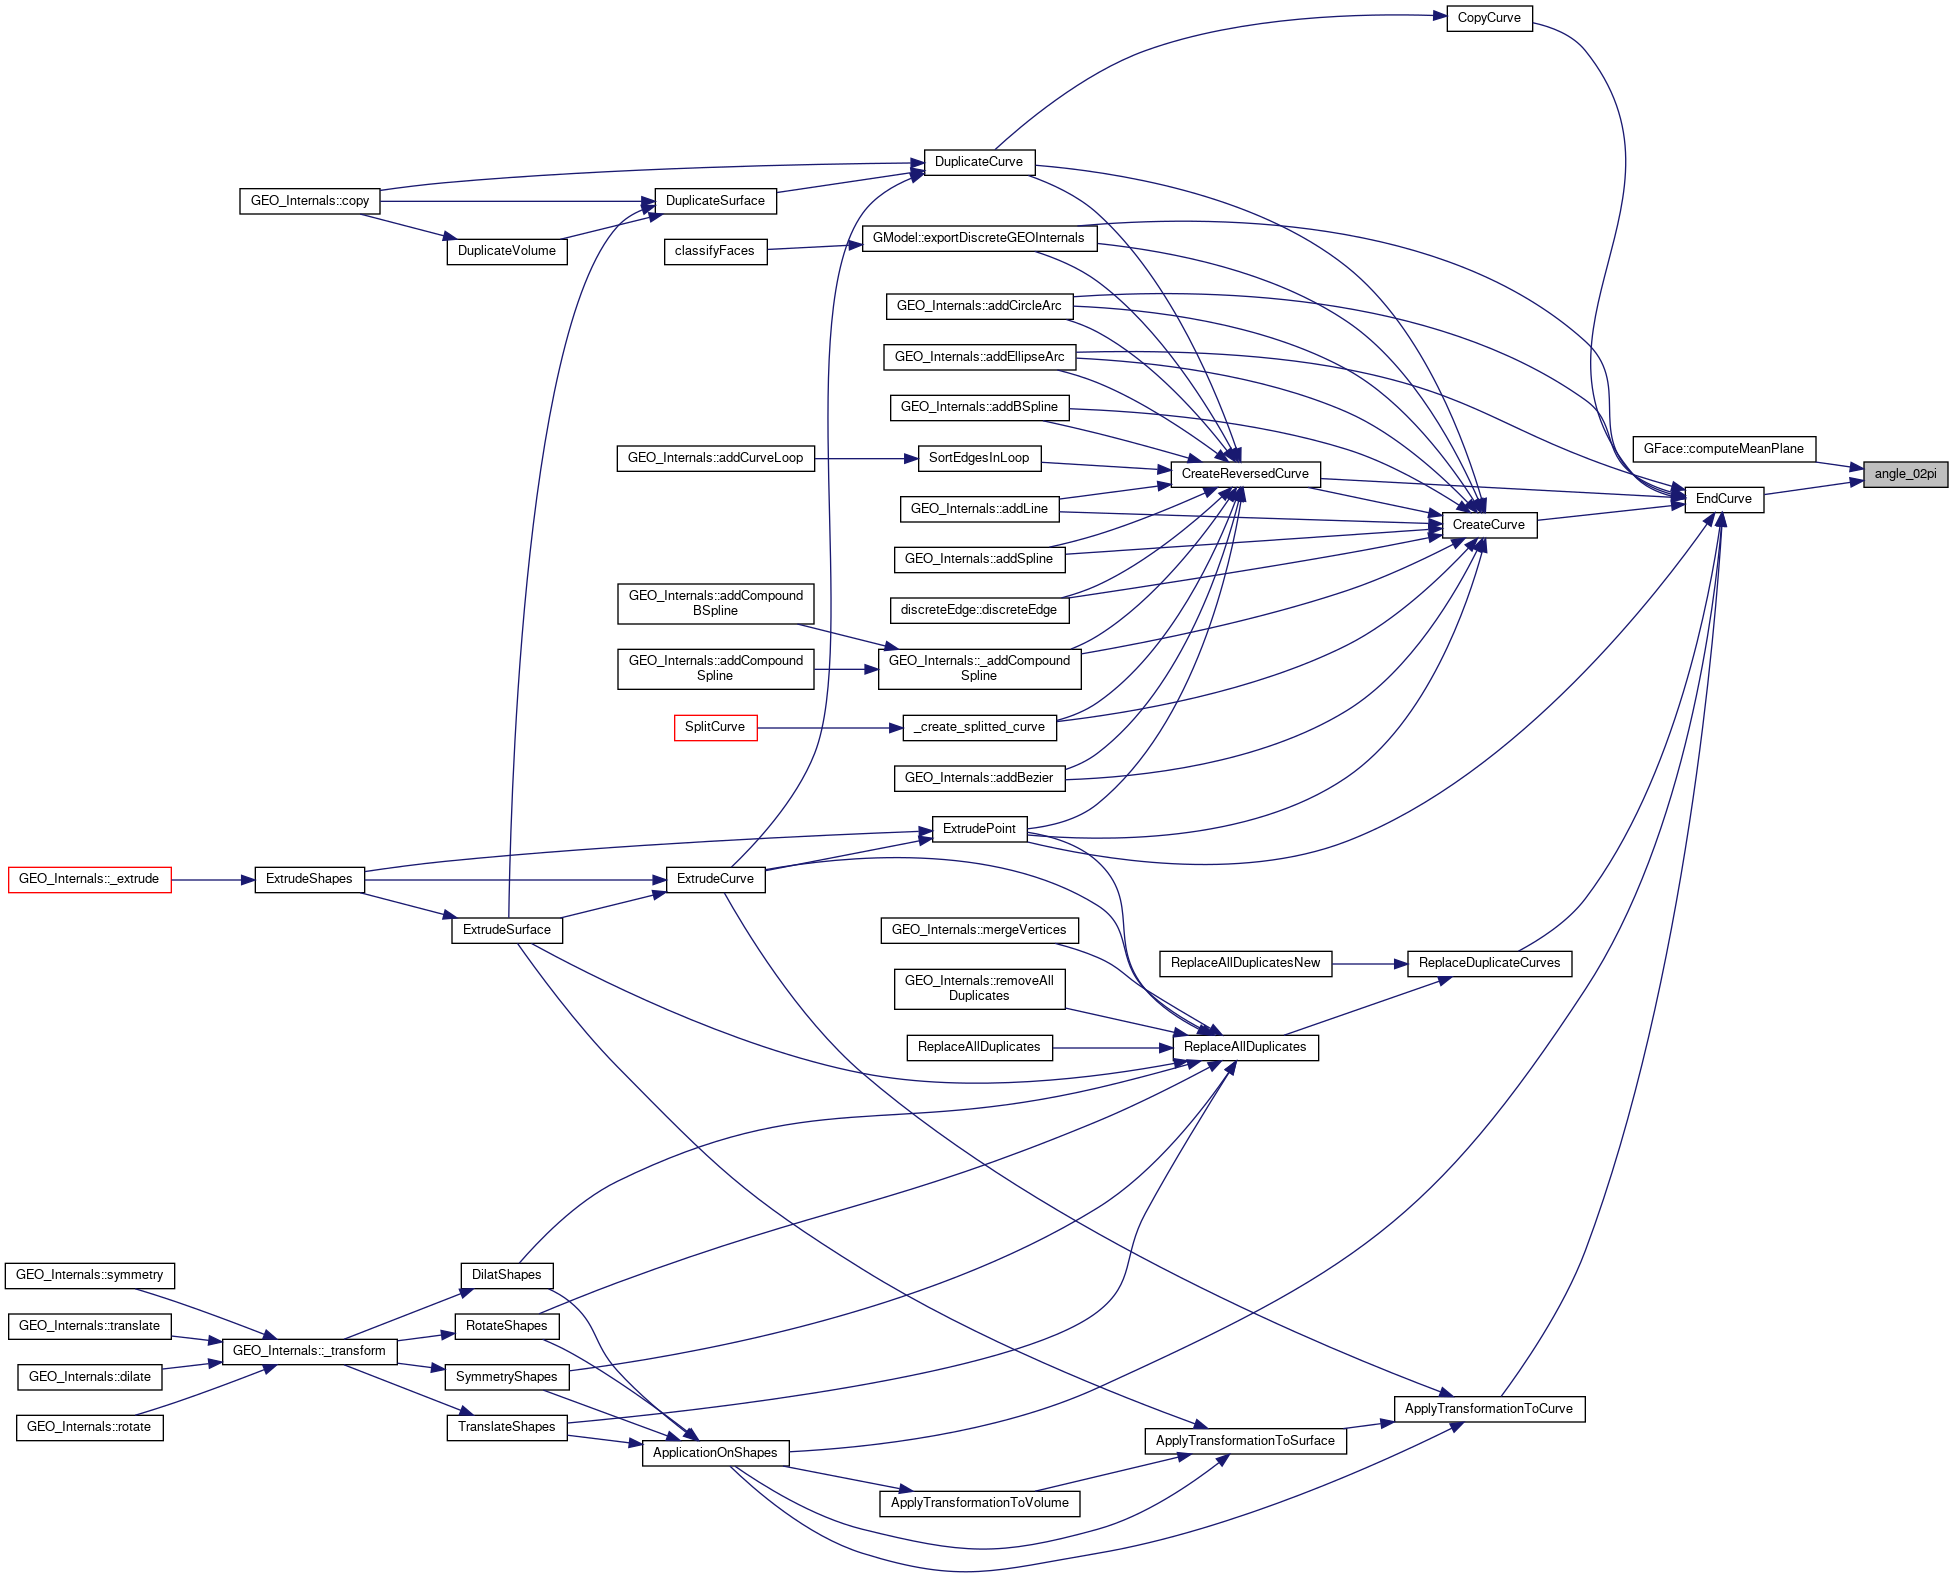 CopyCurve
DuplicateCurve
GEO_Internals::copy
DuplicateSurface
DuplicateVolume
classifyFaces
GModel::exportDiscreteGEOInternals
GEO_Internals::addCircleArc
GEO_Internals::addEllipseArc
GEO_Internals::addBSpline
GEO_Internals::addCurveLoop
SortEdgesInLoop
CreateReversedCurve
GFace::computeMeanPlane
angle_02pi
EndCurve
GEO_Internals::addLine
CreateCurve
GEO_Internals::addSpline
GEO_Internals::addCompound
BSpline
discreteEdge::discreteEdge
GEO_Internals::addCompound
Spline
GEO_Internals::_addCompound
Spline
SplitCurve
_create_splitted_curve
GEO_Internals::addBezier
ExtrudePoint
GEO_Internals::_extrude
ExtrudeShapes
ExtrudeCurve
ExtrudeSurface
GEO_Internals::mergeVertices
ReplaceAllDuplicatesNew
ReplaceDuplicateCurves
GEO_Internals::removeAll
Duplicates
ReplaceAllDuplicates
ReplaceAllDuplicates
GEO_Internals::symmetry
DilatShapes
GEO_Internals::translate
RotateShapes
GEO_Internals::_transform
GEO_Internals::dilate
SymmetryShapes
GEO_Internals::rotate
TranslateShapes
ApplyTransformationToCurve
ApplicationOnShapes
ApplyTransformationToSurface
ApplyTransformationToVolume